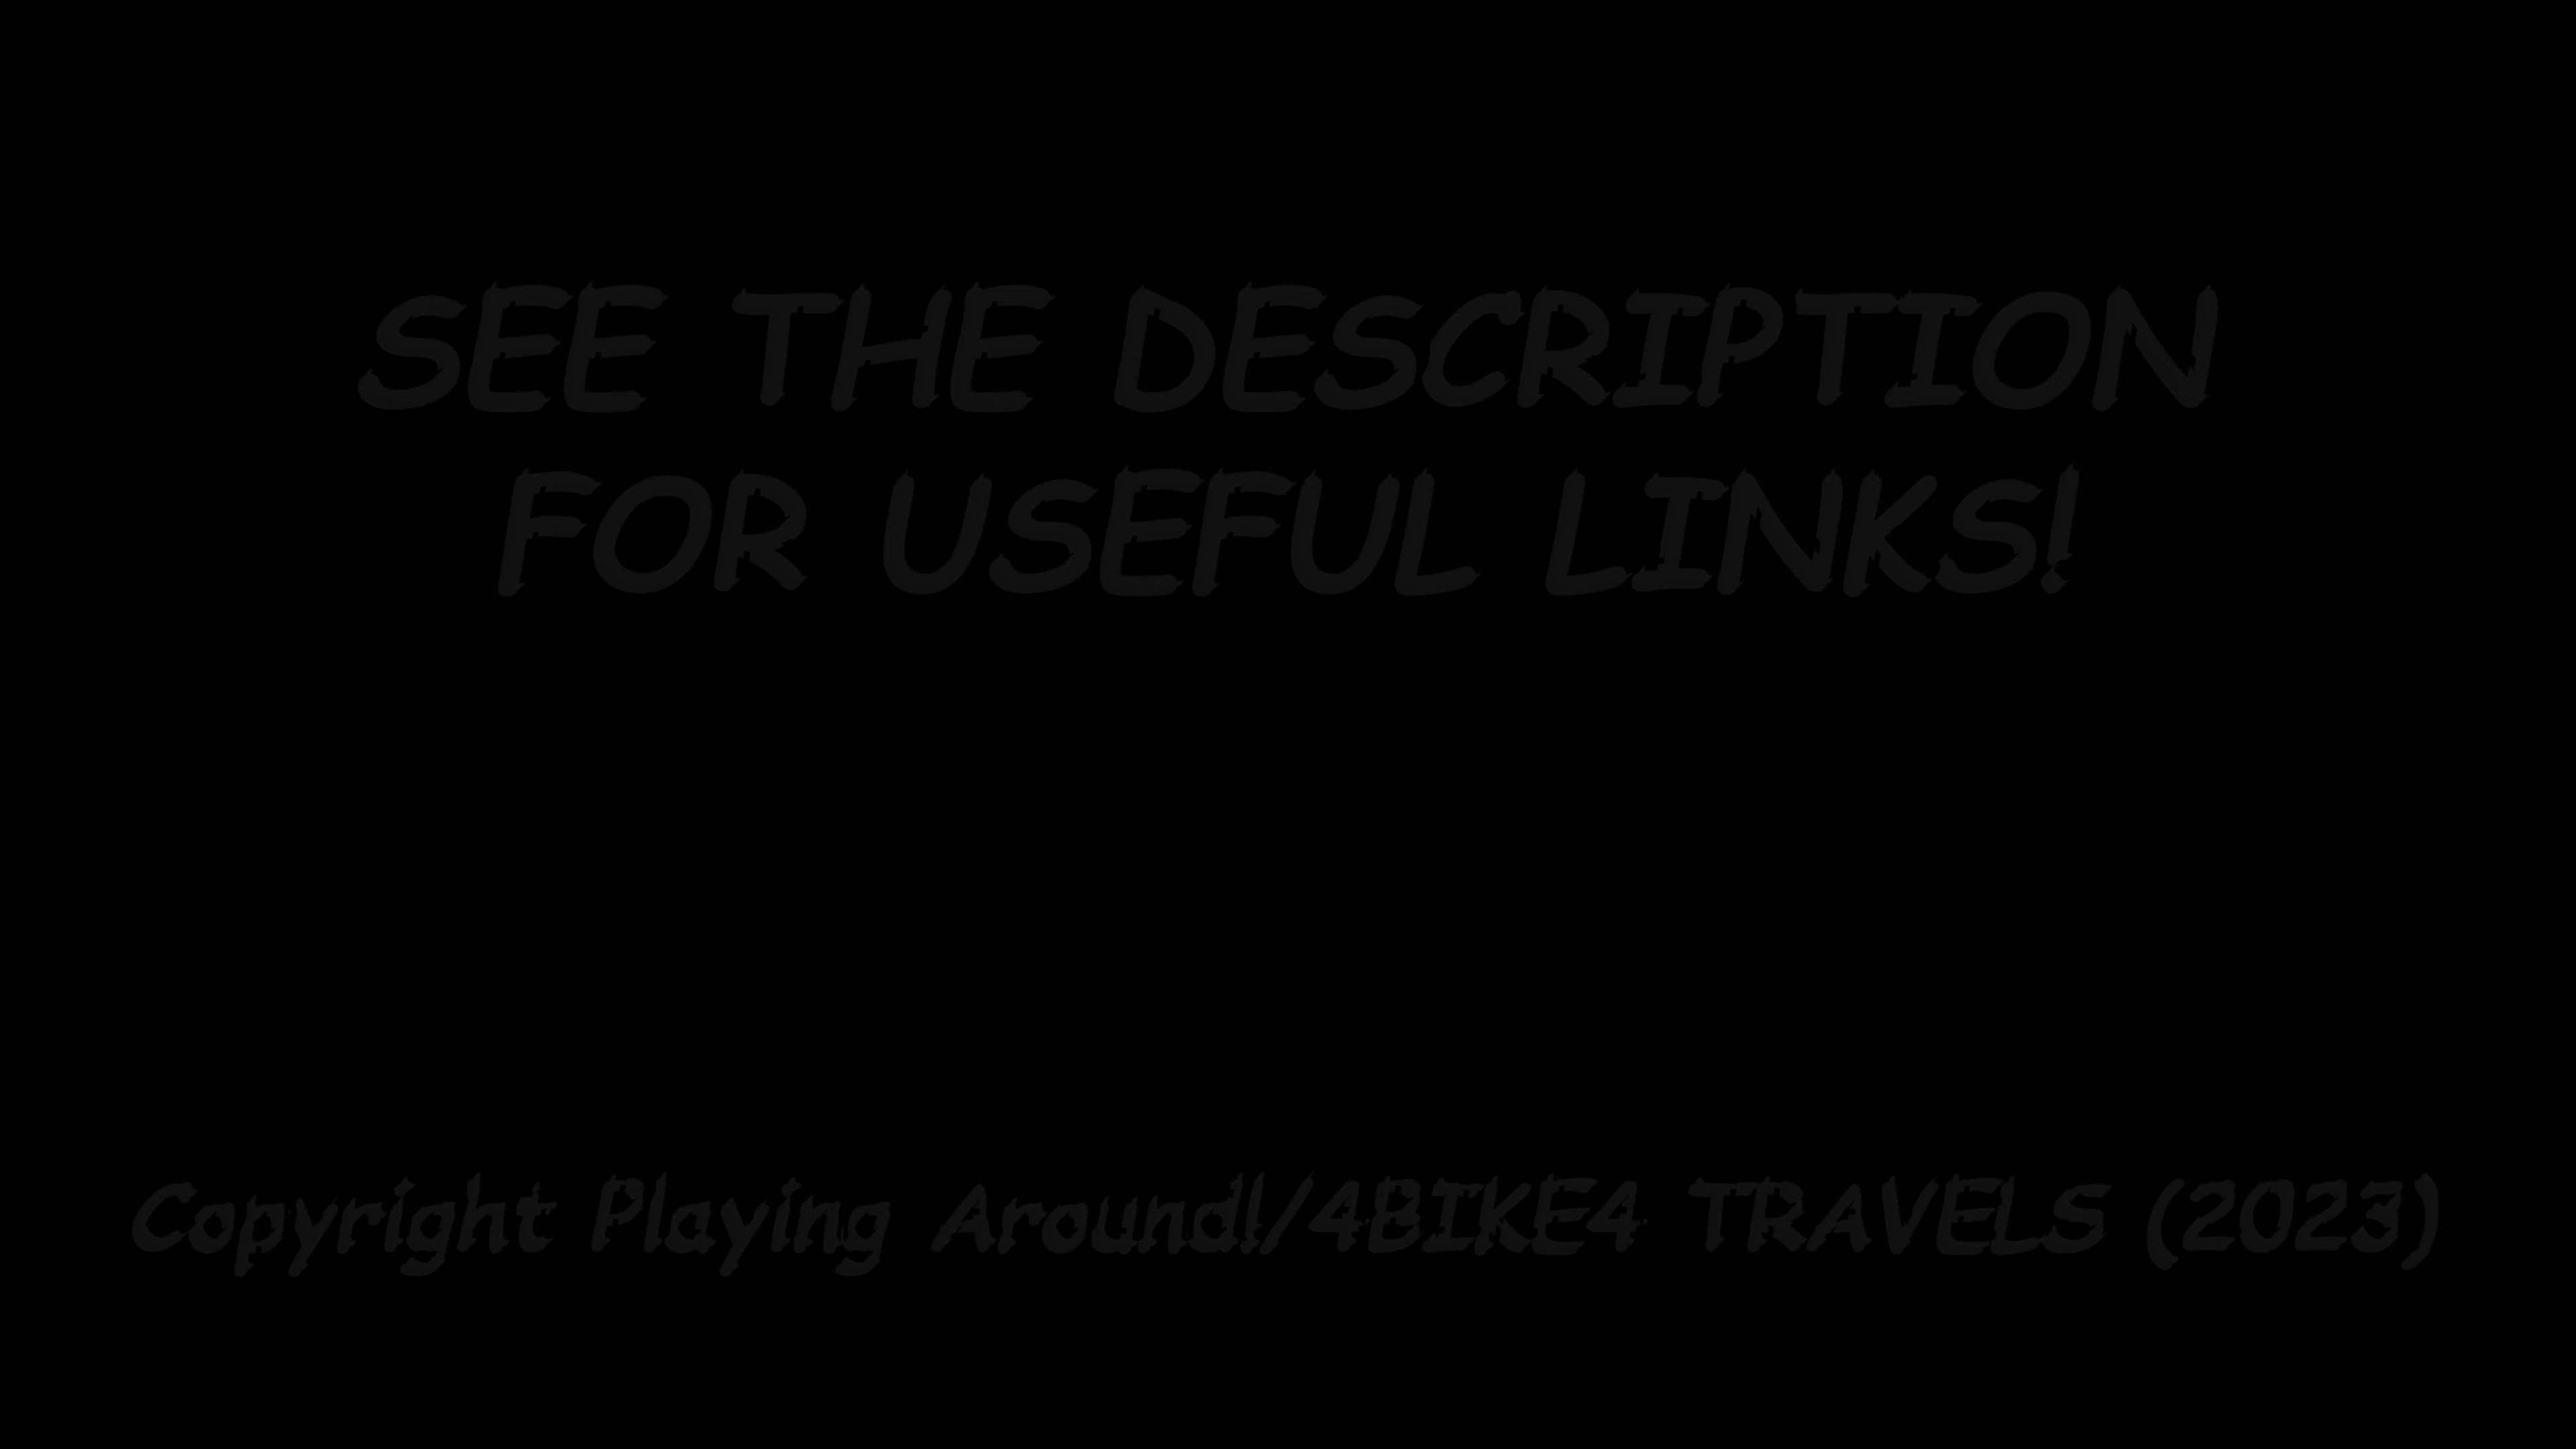 SEE THE DESCRIPTION
FOR USEFUL LINKS!
Copyright Playing Around!/4BIKE4 TRAVELS (2023)